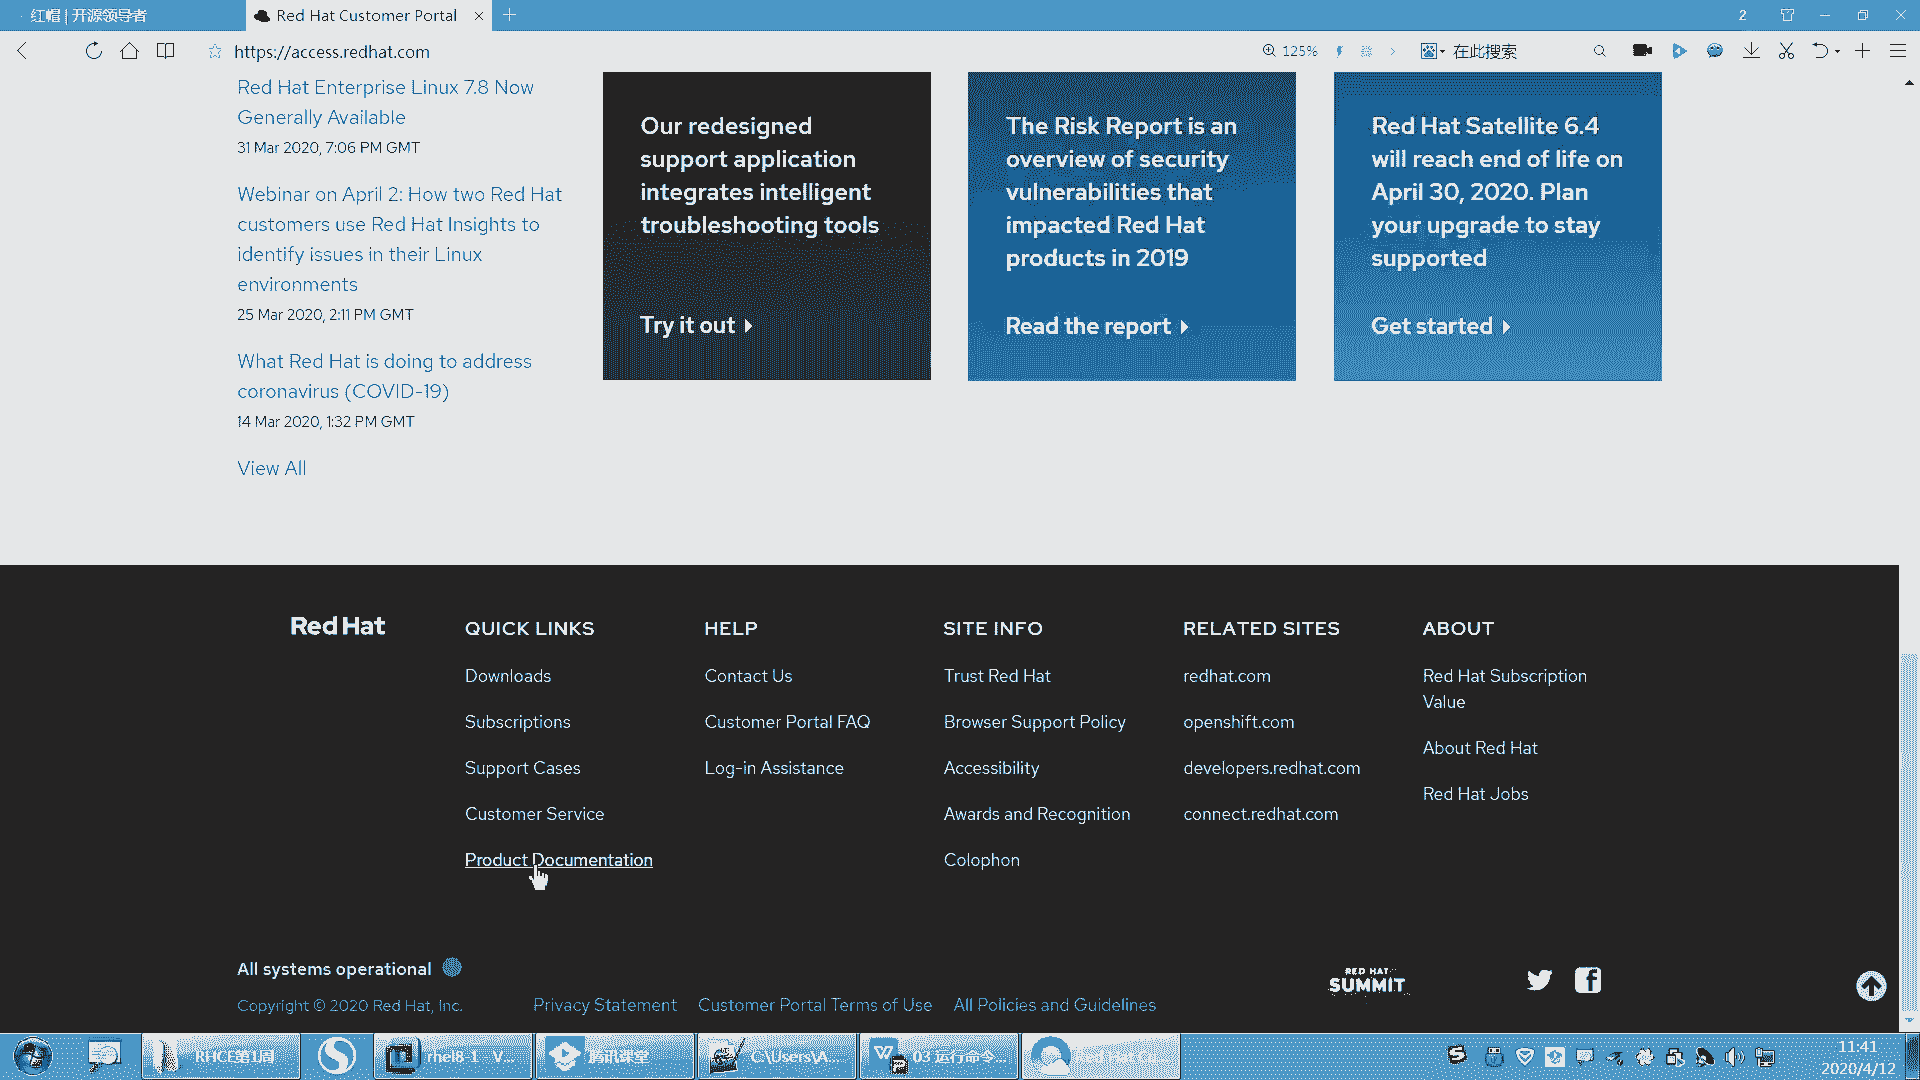 红帽 | 开源领导者
Red Hat Customer Portal
2
https://access.redhat.com
125%
在此搜索
Red Hat Enterprise Linux 7.8 Now
Generally Available
31 Mar 2020, 7:06 PM GMT
Webinar on April 2: How two Red Hat
customers use Red Hat Insights to
identify issues in their Linux
environments
25 Mar 2020, 2:11 PM GMT
What Red Hat is doing to address
coronavirus (COVID-19)
14 Mar 2020, 1:32 PM GMT
View All
Our redesigned
support application
integrates intelligent
troubleshooting tools
Try it out
The Risk Report is an
overview of security
vulnerabilities that
impacted Red Hat
products in 2019
Read the report
Red Hat Satellite 6.4
will reach end of life on
April 30, 2020. Plan
your upgrade to stay
supported
Get started
Red Hat
QUICK LINKS
Downloads
Subscriptions
Support Cases
Customer Service
Product Documentation
HELP
Contact Us
Customer Portal FAQ
Log-in Assistance
SITE INFO
Trust Red Hat
Browser Support Policy
Accessibility
Awards and Recognition
Colophon
RELATED SITES
redhat.com
openshift.com
developers.redhat.com
connect.redhat.com
ABOUT
Red Hat Subscription
Value
About Red Hat
Red Hat Jobs
All systems operational
Copyright © 2020 Red Hat, Inc.
Privacy Statement
Customer Portal Terms of Use
All Policies and Guidelines
RED HAT
SUMMIT
RHCE第1周
rhel8-1 - V...
腾讯课堂
C:\Users\A...
03 运行命令...
Red Hat Cu...
11:41
2020/4/12